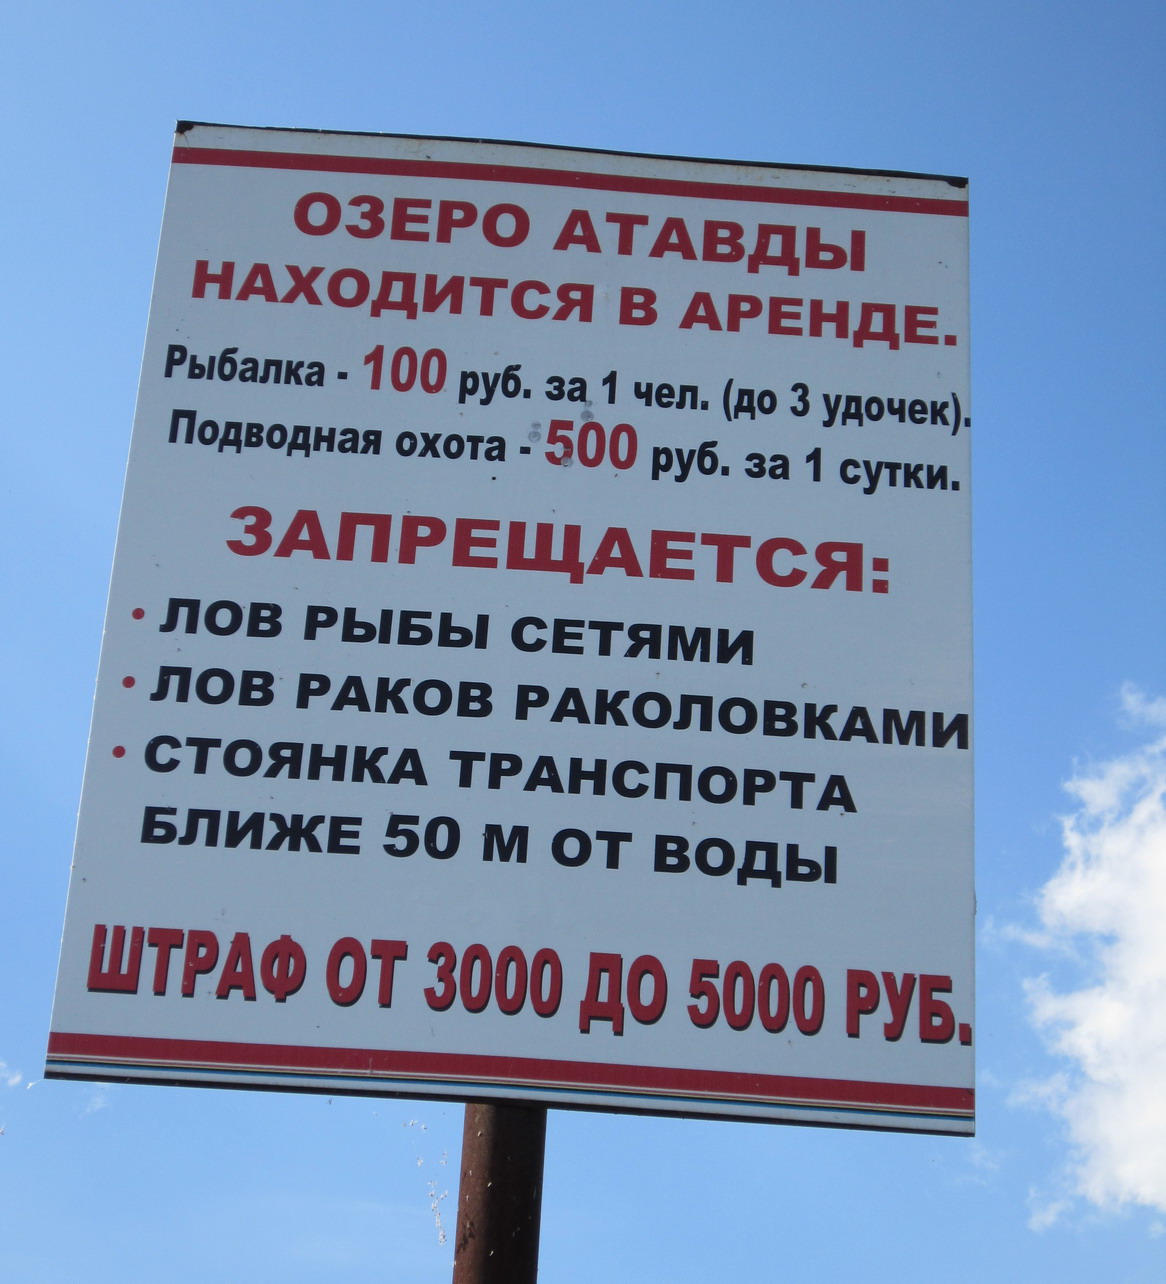 ОЗЕРО АТАВДЫ
НАХОДИТСЯ В АРЕНДЕ.
Рыбалка - 100 руб. за 1 чел. (до 3 удочек).
Подводная охота - 500 руб. за 1 сутки.
ЗАПРЕЩАЕТСЯ:
• ЛОВ РЫБЫ СЕТЯМИ
• ЛОВ РАКОВ РАКОЛОВКАМИ
• СТОЯНКА ТРАНСПОРТА
БЛИЖЕ 50 М ОТ ВОДЫ
ШТРАФ ОТ 3000 ДО 5000 РУБ.